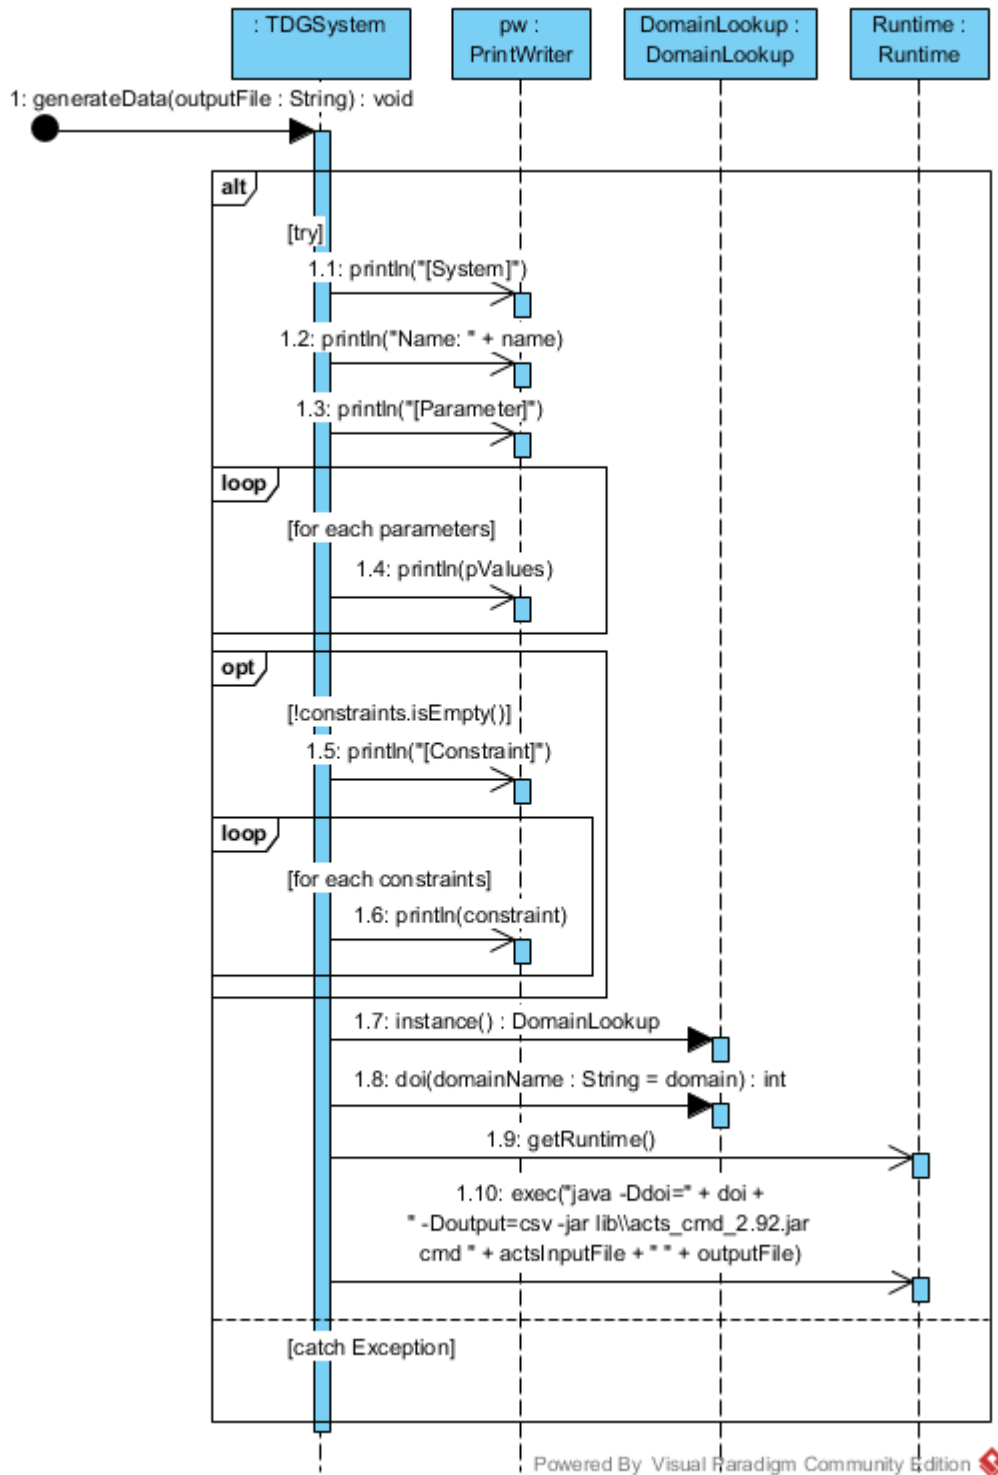 : TDGSystem
pw :
PrintWriter
DomainLookup :
DomainLookup
Runtime :
Runtime
1: generateData(outputFile : String) : void
alt
[try]
1.1: println("[System]")
1.2: println("Name: " + name)
1.3: println("[Parameter]")
loop
[for each parameters]
1.4: println(pValues)
opt
[!constraints.isEmpty()]
1.5: println("[Constraint]")
loop
[for each constraints]
1.6: println(constraint)
1.7: instance() : DomainLookup
1.8: doi(domainName : String = domain) : int
1.9: getRuntime()
1.10: exec("java -Ddoi=" + doi +
" -Doutput=csv -jar lib\\acts_cmd_2.92.jar
cmd " + actsInputFile + " " + outputFile)
[catch Exception]
Powered By Visual Paradigm Community Edition